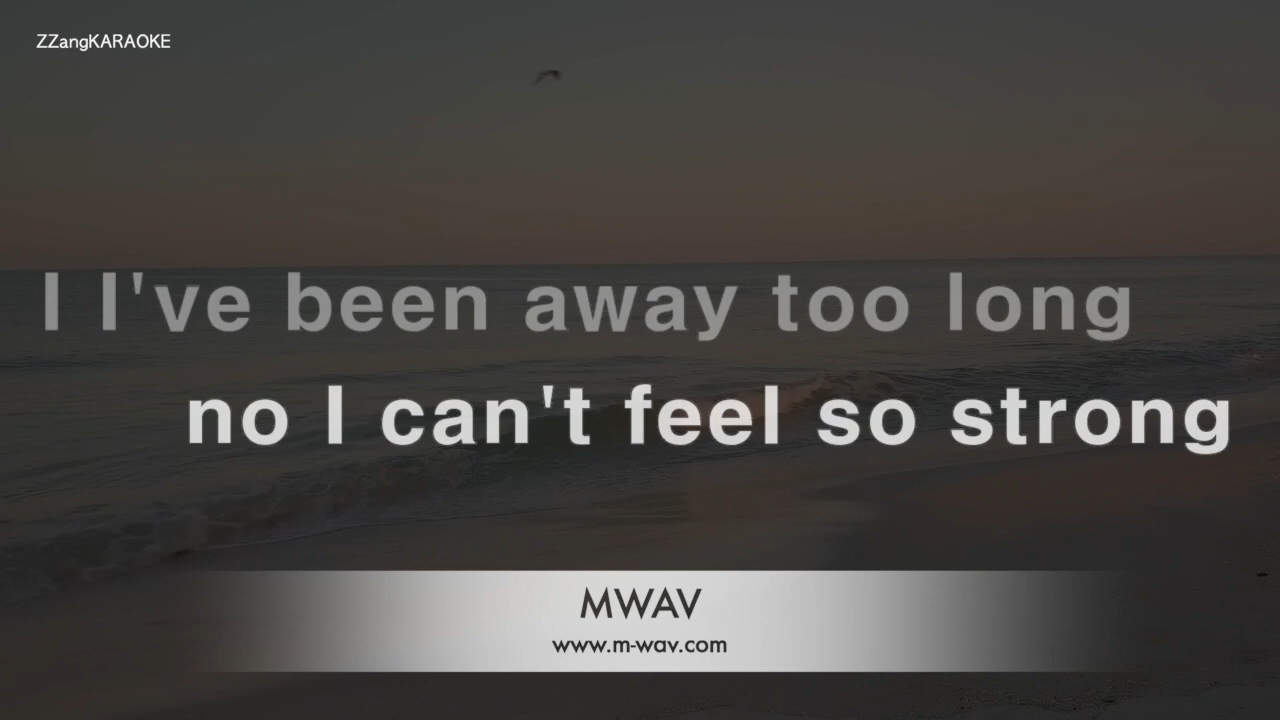 ZZangKARAOKE
I I've been away too long
no I can't feel so strong
MWAV
www.m-wav.com